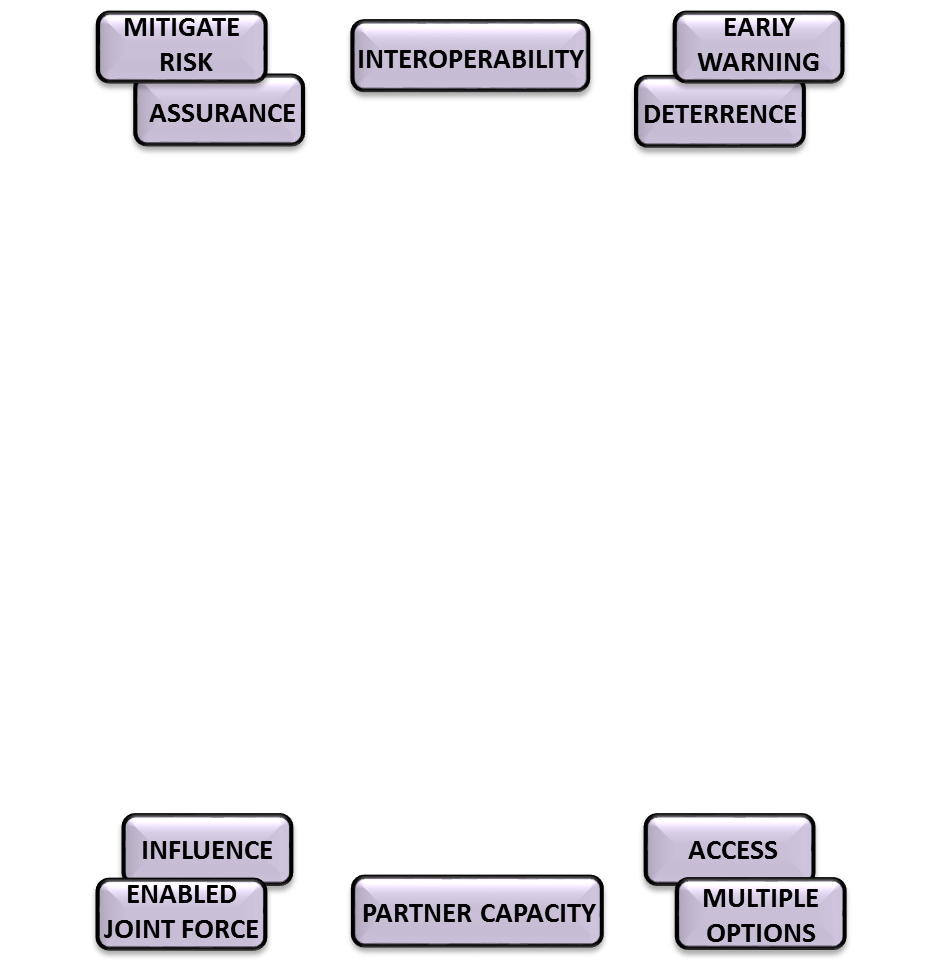 MITIGATE
RISK
INTEROPERABILITY
EARLY
WARNING
ASSURANCE
DETERRENCE
INFLUENCE
ACCESS
ENABLED
JOINT FORCE
PARTNER CAPACITY
MULTIPLE
OPTIONS